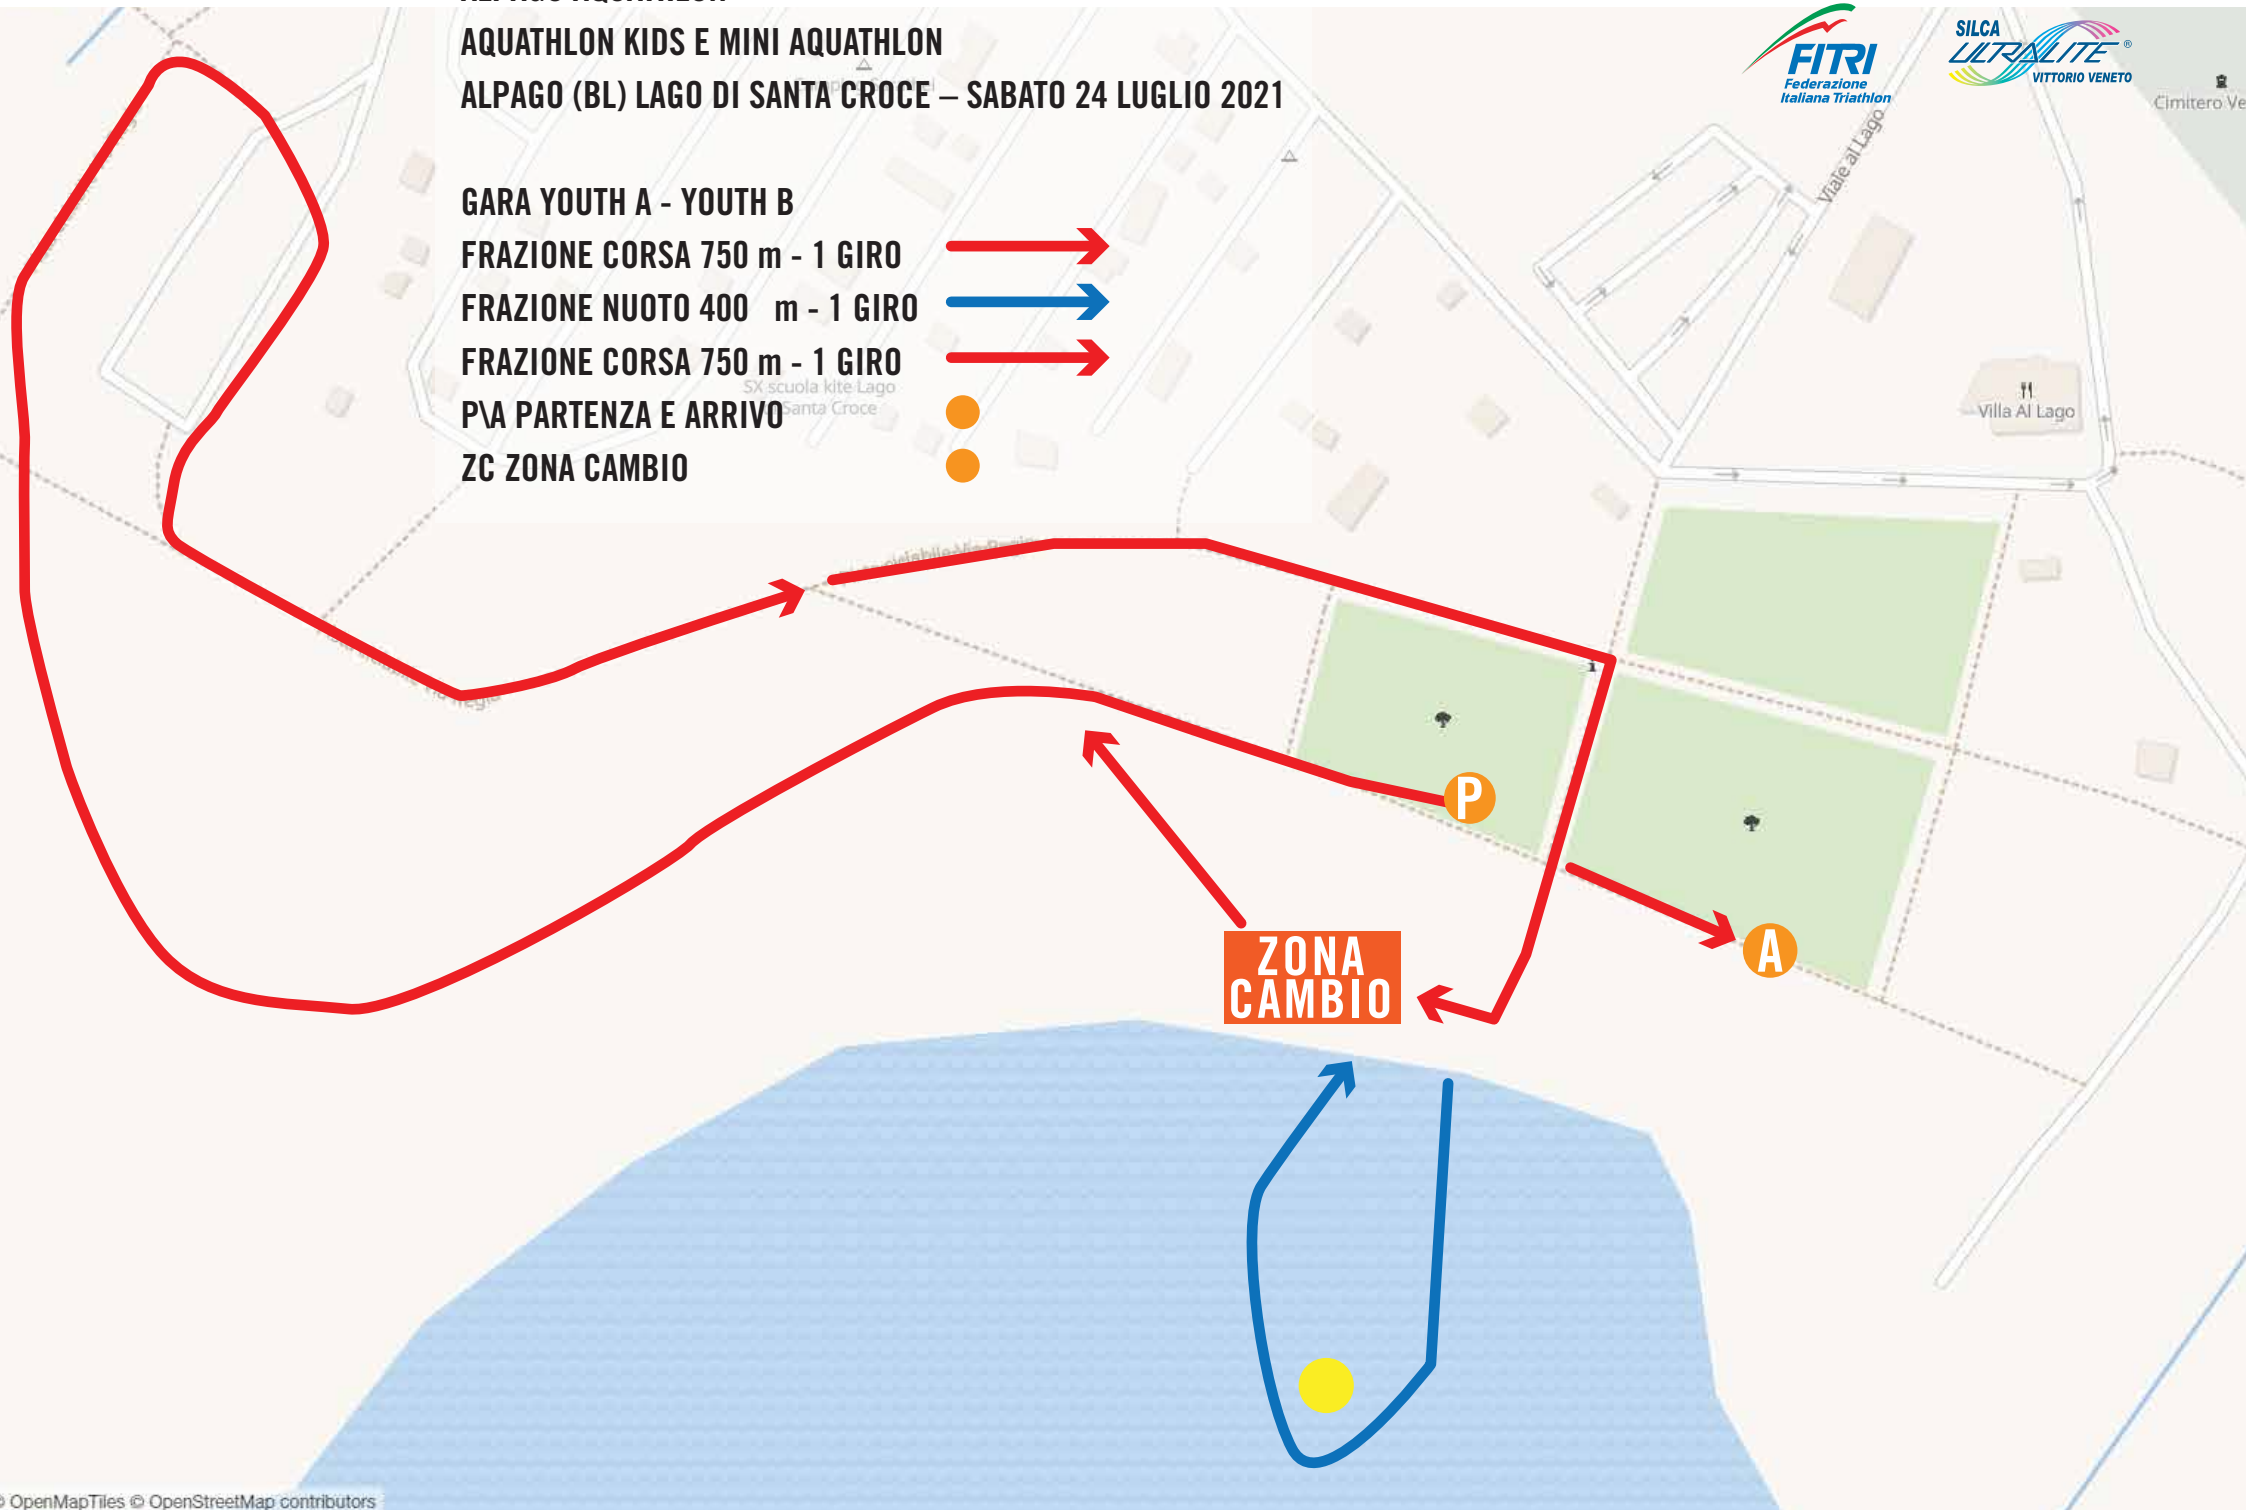 AQUATHLON KIDS E MINI AQUATHLON
ALPAGO (BL) LAGO DI SANTA CROCE – SABATO 24 LUGLIO 2021
FITRI
Federazione
Italiana Triathlon
SILCA
ULTRALITE®
VITTORIO VENETO
Cimitero Ve
Viale al Lago
GARA YOUTH A - YOUTH B
FRAZIONE CORSA 750 m - 1 GIRO
FRAZIONE NUOTO 400 m - 1 GIRO
FRAZIONE CORSA 750 m - 1 GIRO
SX scuola kite Lago
Santa Croce
P\A PARTENZA E ARRIVO
ZC ZONA CAMBIO
Villa Al Lago
P
A
ZONA
CAMBIO
© OpenMapTiles © OpenStreetMap contributors